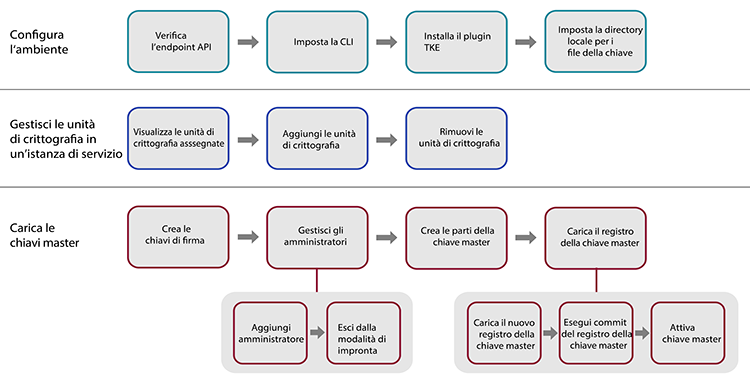 Configura
l'ambiente
Verifica
l'endpoint API
Imposta la CLI
Installa il plugin
TKE
Imposta la directory
locale per i
file della chiave
Gestisci le unità
di crittografia in
un'istanza di servizio
Visualizza le unità di
crittografia asssegnate
Aggiungi le unità
di crittografia
Rimuovi le
unità di crittografia
Carica le
chiavi master
Crea le
chiavi di firma
Gestisci gli
amministratori
Crea le parti della
chiave master
Carica il registro
della chiave master
Aggiungi
amministratore
Esci dalla
modalità di
impronta
Carica il nuovo
registro della
chiave master
Esegui commit
del registro della
chiave master
Attiva
chiave master